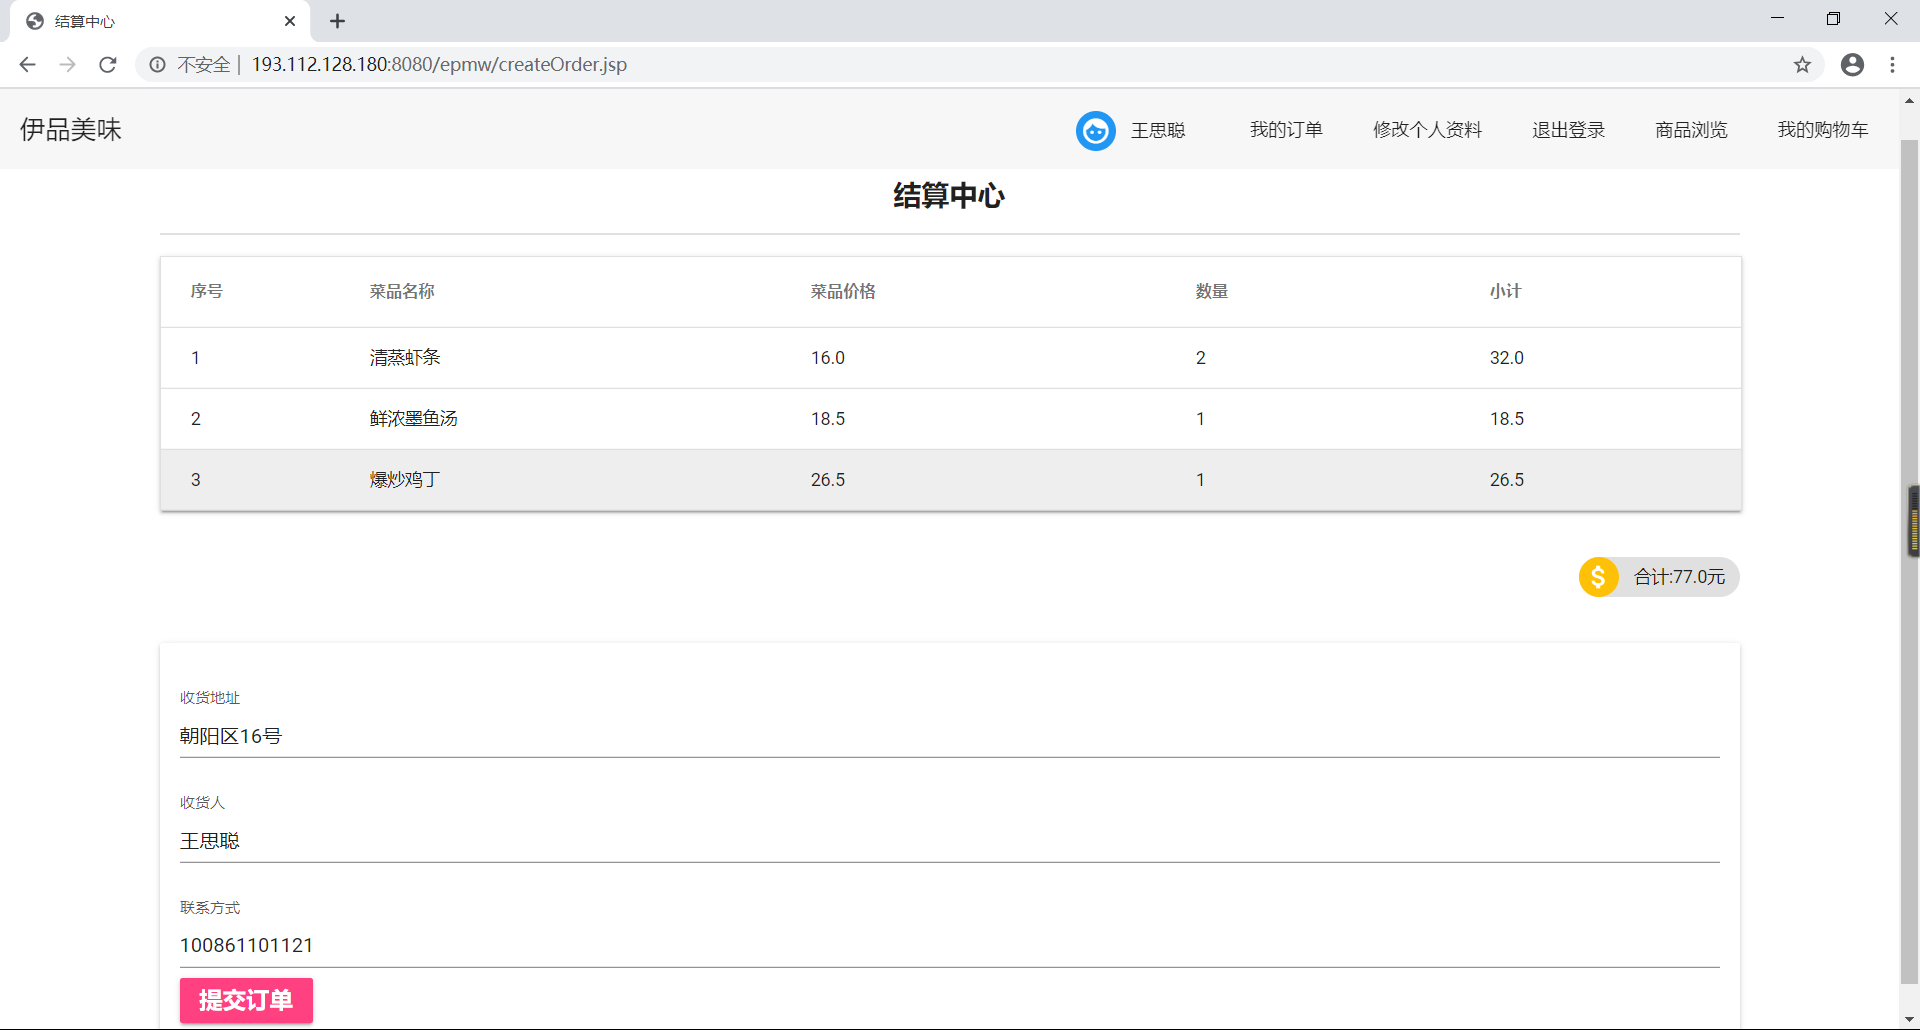 结算中心
不安全 | 193.112.128.180:8080/epmw/createOrder.jsp
伊品美味 王思聪 我的订单 修改个人资料 退出登录 商品浏览 我的购物车
结算中心
序号 菜品名称 菜品价格 数量 小计
1 清蒸虾条 16.0 2 32.0
2 鲜浓墨鱼汤 18.5 1 18.5
3 爆炒鸡丁 26.5 1 26.5
$ 合计:77.0元
收货地址
朝阳区16号
收货人
王思聪
联系方式
100861101121
提交订单